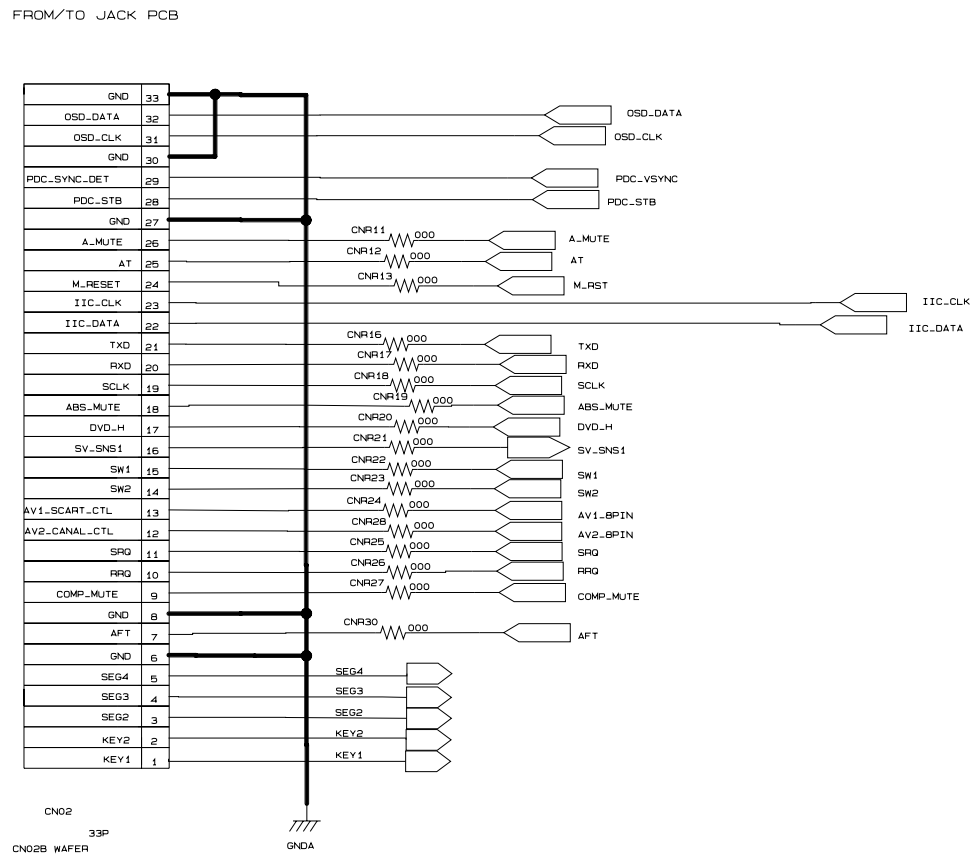 FROM/TO JACK PCB
GND 33
OSD_DATA 32 OSD_DATA
OSD_CLK 31 OSD_CLK
GND 30
PDC_SYNC_DET 29 PDC_VSYNC
PDC_STB 28 PDC_STB
GND 27
A_MUTE 26 CNR11 000 A_MUTE
AT 25 CNR12 000 AT
M_RESET 24 CNR13 000 M_RST
IIC_CLK 23 IIC_CLK
IIC_DATA 22 IIC_DATA
TXD 21 CNR16 000 TXD
RXD 20 CNR17 000 RXD
SCLK 19 CNR18 000 SCLK
ABS_MUTE 18 CNR19 000 ABS_MUTE
DVD_H 17 CNR20 000 DVD_H
SV_SNS1 16 CNR21 000 SV_SNS1
SW1 15 CNR22 000 SW1
SW2 14 CNR23 000 SW2
AV1_SCART_CTL 13 CNR24 000 AV1_8PIN
AV2_CANAL_CTL 12 CNR28 000 AV2_8PIN
SRQ 11 CNR25 000 SRQ
RRQ 10 CNR26 000 RRQ
COMP_MUTE 9 CNR27 000 COMP_MUTE
GND 8
AFT 7 CNR30 000 AFT
GND 6
SEG4 5 SEG4
SEG3 4 SEG3
SEG2 3 SEG2
KEY2 2 KEY2
KEY1 1 KEY1
CN02
33P
CN02B WAFER
GNDA